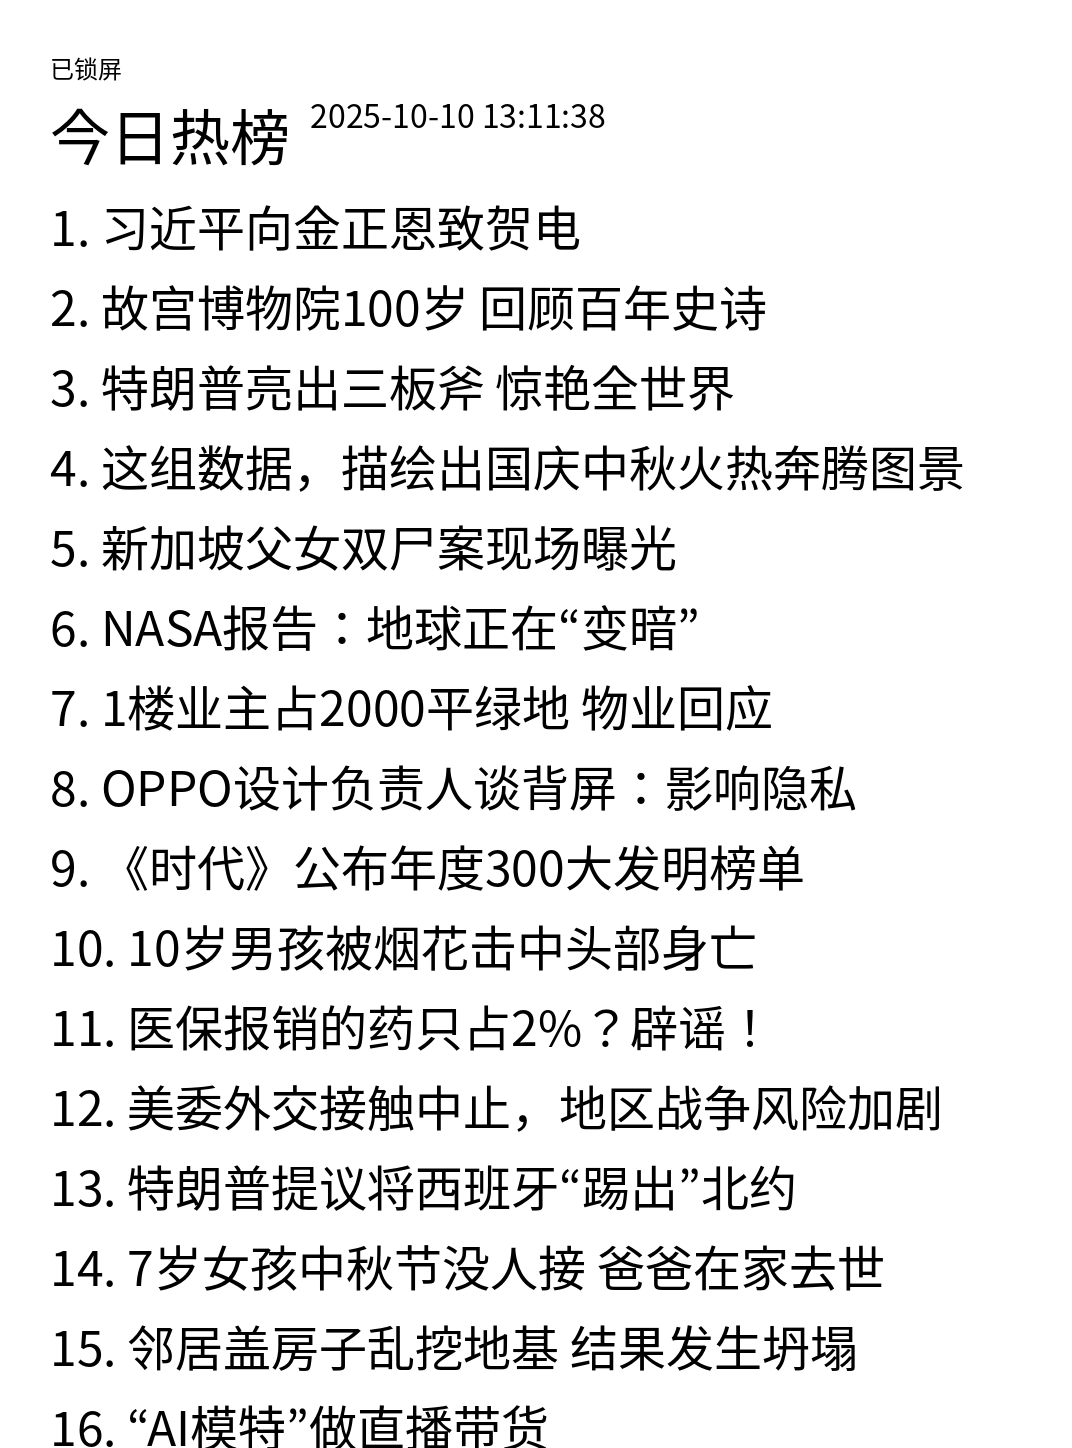 已锁屏
今日热榜 2025-10-10 13:11:38
1. 习近平向金正恩致贺电
2. 故宫博物院100岁 回顾百年史诗
3. 特朗普亮出三板斧 惊艳全世界
4. 这组数据，描绘出国庆中秋火热奔腾图景
5. 新加坡父女双尸案现场曝光
6. NASA报告：地球正在“变暗”
7. 1楼业主占2000平绿地 物业回应
8. OPPO设计负责人谈背屏：影响隐私
9. 《时代》公布年度300大发明榜单
10. 10岁男孩被烟花击中头部身亡
11. 医保报销的药只占2%？辟谣！
12. 美委外交接触中止，地区战争风险加剧
13. 特朗普提议将西班牙“踢出”北约
14. 7岁女孩中秋节没人接 爸爸在家去世
15. 邻居盖房子乱挖地基 结果发生坍塌
16. “AI模特”做直播带货